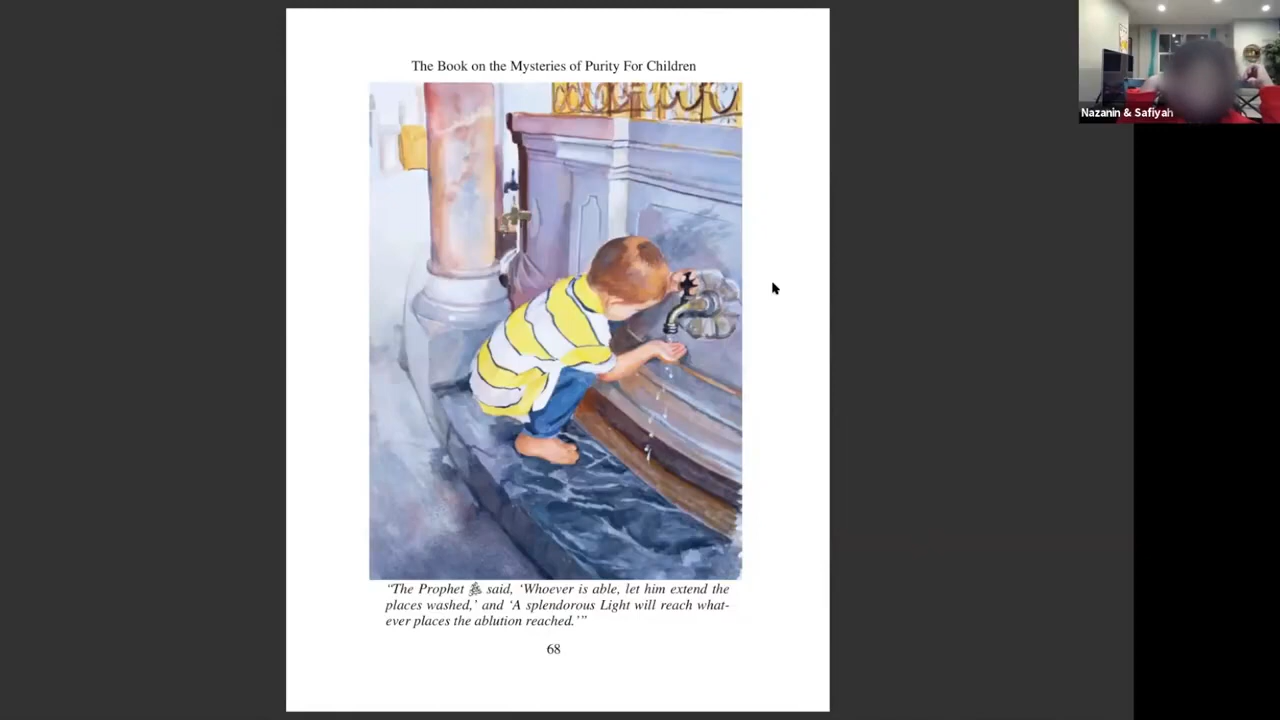 The Book on the Mysteries of Purity For Children
Nazanin & Safiyah
“The Prophet ﷺ said, ‘Whoever is able, let him extend the
places washed,’ and ‘A splendorous Light will reach what-
ever places the ablution reached.’”
68